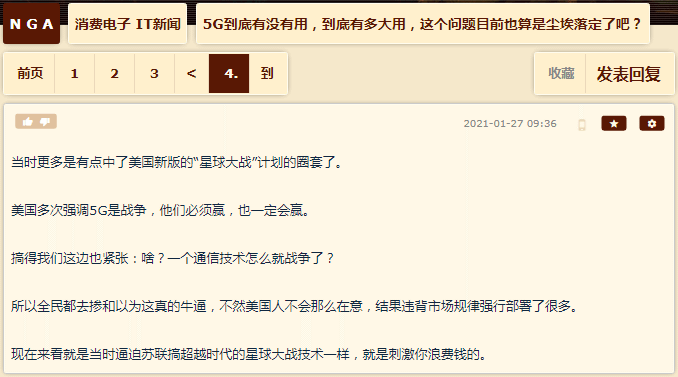 NGA 消费电子 IT新闻 5G到底有没有用，到底有多大用，这个问题目前也算是尘埃落定了吧？
前页 1 2 3 < 4. 到 收藏 发表回复
2021-01-27 09:36
当时更多是有点中了美国新版的“星球大战”计划的圈套了。
美国多次强调5G是战争，他们必须赢，也一定会赢。
搞得我们这边也紧张：啥？一个通信技术怎么就战争了？
所以全民都去掺和以为这真的牛逼，不然美国人不会那么在意，结果违背市场规律强行部署了很多。
现在来看就是当时逼迫苏联搞超越时代的星球大战技术一样，就是刺激你浪费钱的。